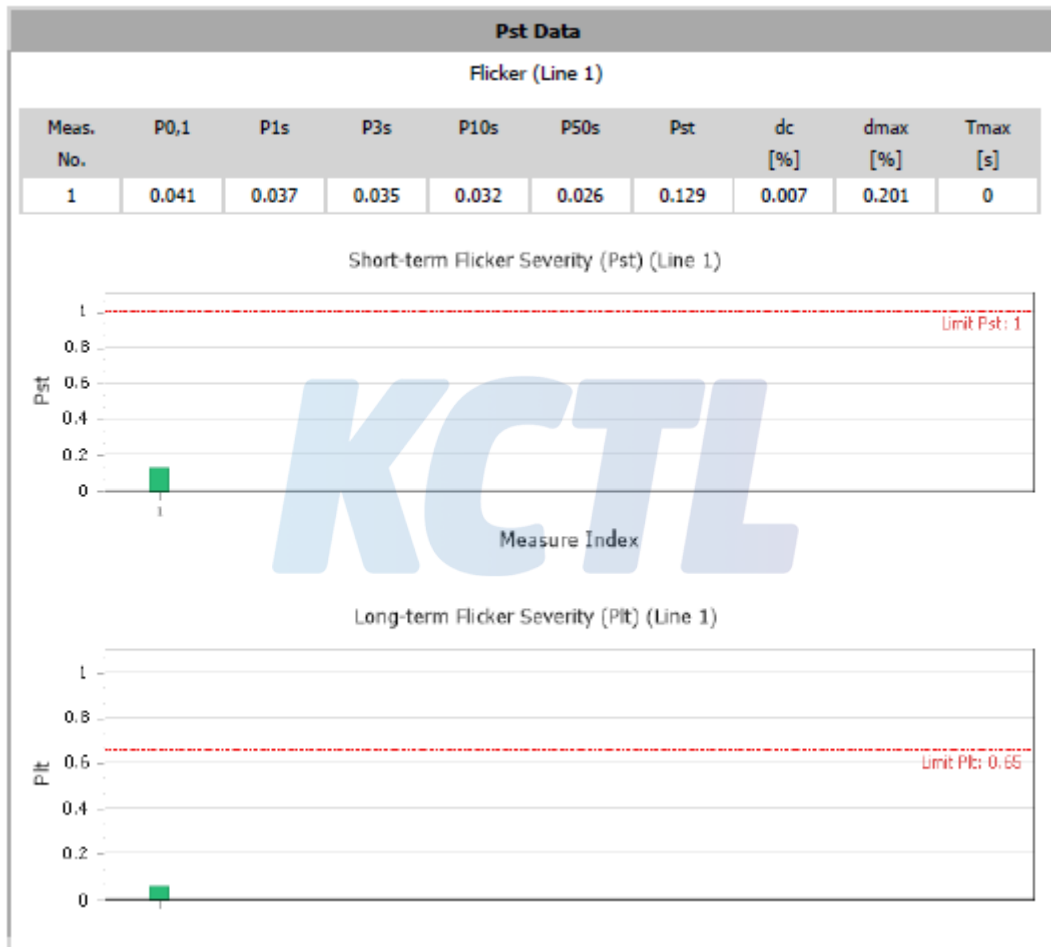 Pst Data
Flicker (Line 1)
Meas. No. P0,1 P1s P3s P10s P50s Pst dc [%] dmax [%] Tmax [s]
1 0.041 0.037 0.035 0.032 0.026 0.129 0.007 0.201 0
Short-term Flicker Severity (Pst) (Line 1)
1
Limit Pst: 1
0.8
0.6
Pst
0.4
0.2
0
1
KCTL
Measure Index
Long-term Flicker Severity (Plt) (Line 1)
1
0.8
0.6
Limit Plt: 0.65
Plt
0.4
0.2
0